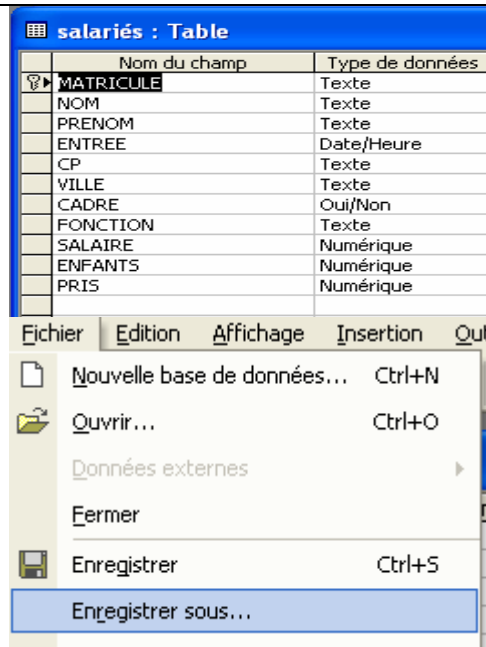 salariés : Table
Nom du champ Type de données
MATRICULE Texte
NOM Texte
PRENOM Texte
ENTREE Date/Heure
CP Texte
VILLE Texte
CADRE Oui/Non
FONCTION Texte
SALAIRE Numérique
ENFANTS Numérique
PRIS Numérique
Fichier Edition Affichage Insertion Out
Nouvelle base de données... Ctrl+N
Ouvrir... Ctrl+O
Données externes
Fermer
Enregistrer Ctrl+S
Enregistrer sous...